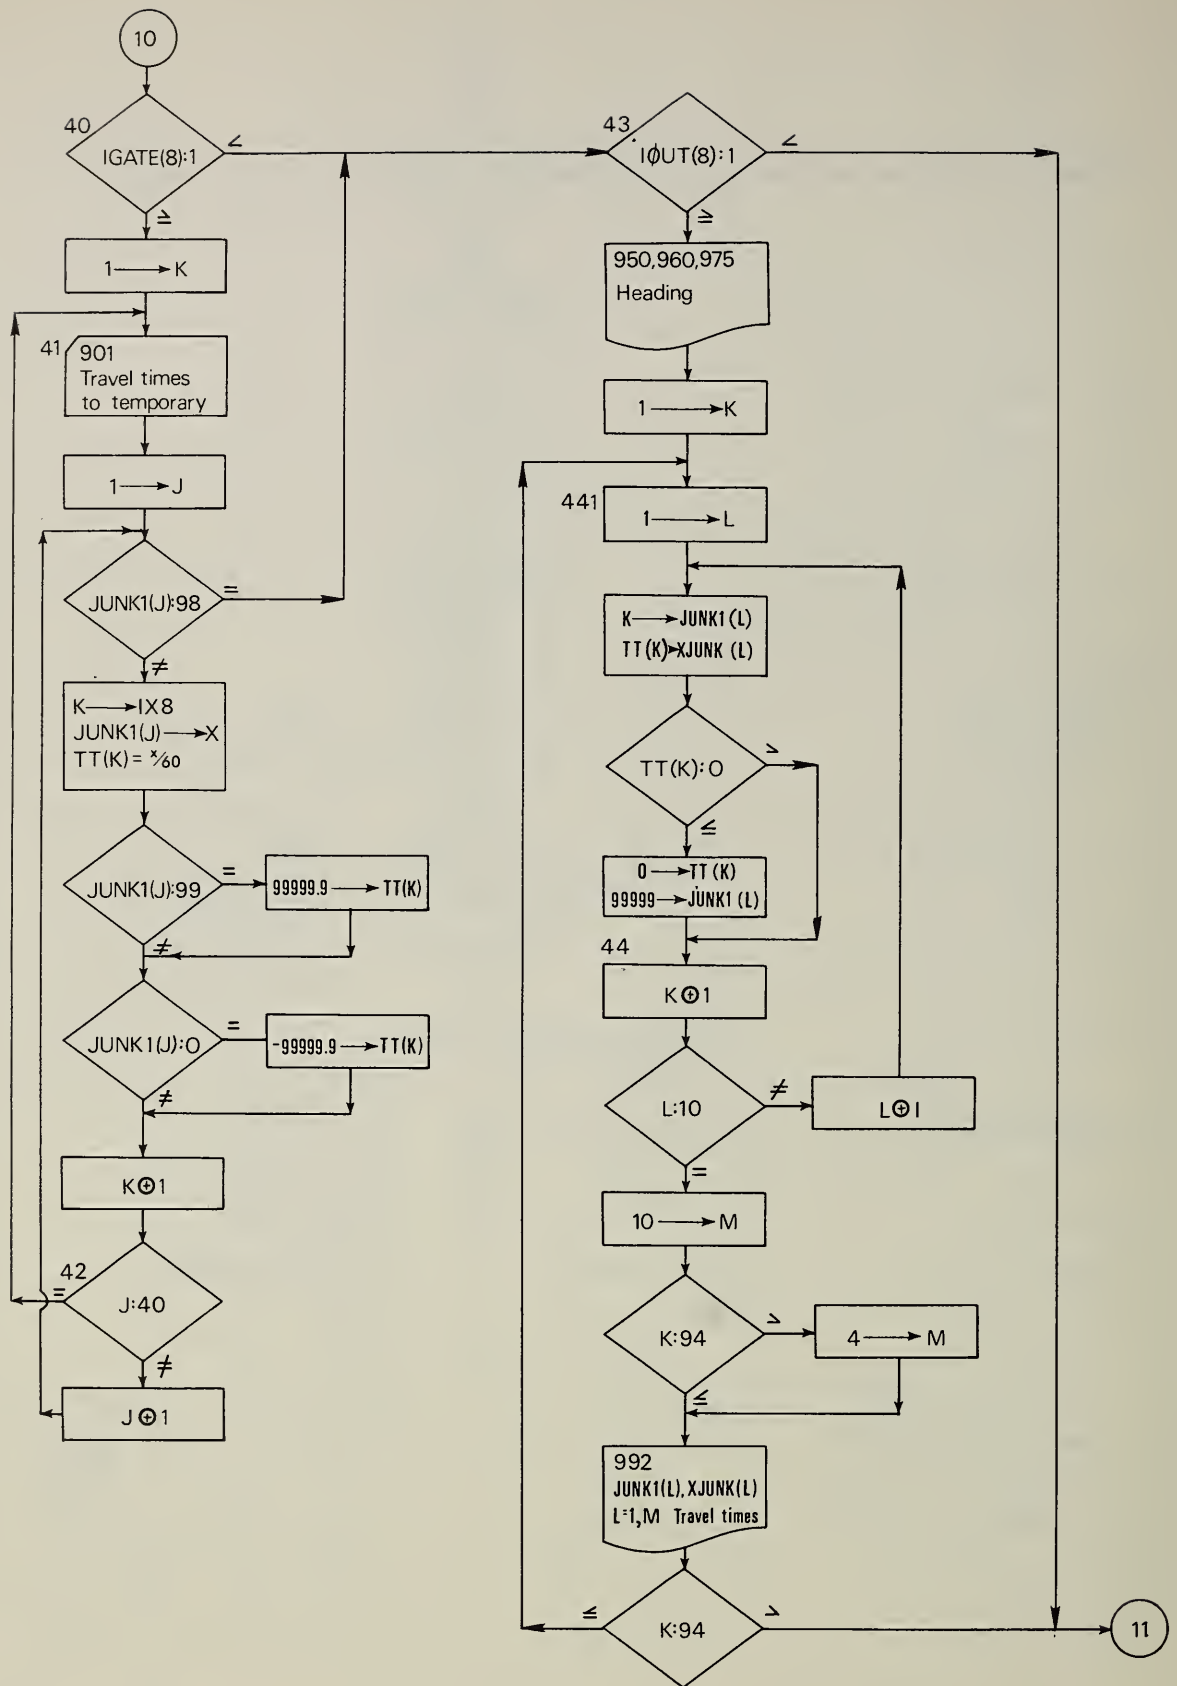 10
40
IGATE(8):1
<
≥
1→K
41
901
Travel times
to temporary
1→J
JUNK1(J):98
=
≠
K→IX8
JUNK1(J)→X
TT(K) = x/60
JUNK1(J):99
=
99999.9→TT(K)
≠
JUNK1(J):0
=
-99999.9→TT(K)
≠
K⊕1
42
=
J:40
≠
J⊕1
43
IØUT(8):1
<
≥
950,960,975
Heading
1→K
441
1→L
K→JUNK1(L)
TT(K)→XJUNK (L)
TT(K):0
>
≤
0→TT(K)
99999→JUNK1(L)
44
K⊕1
L:10
≠
L⊕1
=
10→M
K:94
>
4→M
≤
992
JUNK1(L),XJUNK(L)
L=1,M Travel times
≤
K:94
>
11